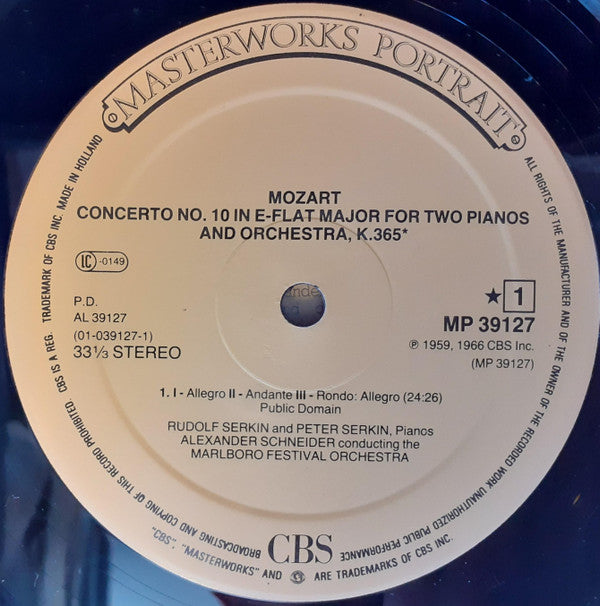 MASTERWORKS PORTRAIT
MOZART
CONCERTO NO. 10 IN E-FLAT MAJOR FOR TWO PIANOS
AND ORCHESTRA, K.365*
LC-0149
P.D.
AL 39127
(01-039127-1)
33⅓ STEREO
★1
MP 39127
℗ 1959, 1966 CBS Inc.
(MP 39127)
1. I - Allegro II - Andante III - Rondo: Allegro (24:26)
Public Domain
RUDOLF SERKIN and PETER SERKIN, Pianos
ALEXANDER SCHNEIDER conducting the
MARLBORO FESTIVAL ORCHESTRA
CBS
ALL RIGHTS OF THE MANUFACTURER AND OF THE OWNER OF THE RECORDED WORK. UNAUTHORIZED PUBLIC PERFORMANCE
BROADCASTING AND COPYING OF THIS RECORD PROHIBITED. CBS IS A REG. TRADEMARK OF CBS INC. MADE IN HOLLAND
"CBS", "MASTERWORKS" AND ARE TRADEMARKS OF CBS INC.